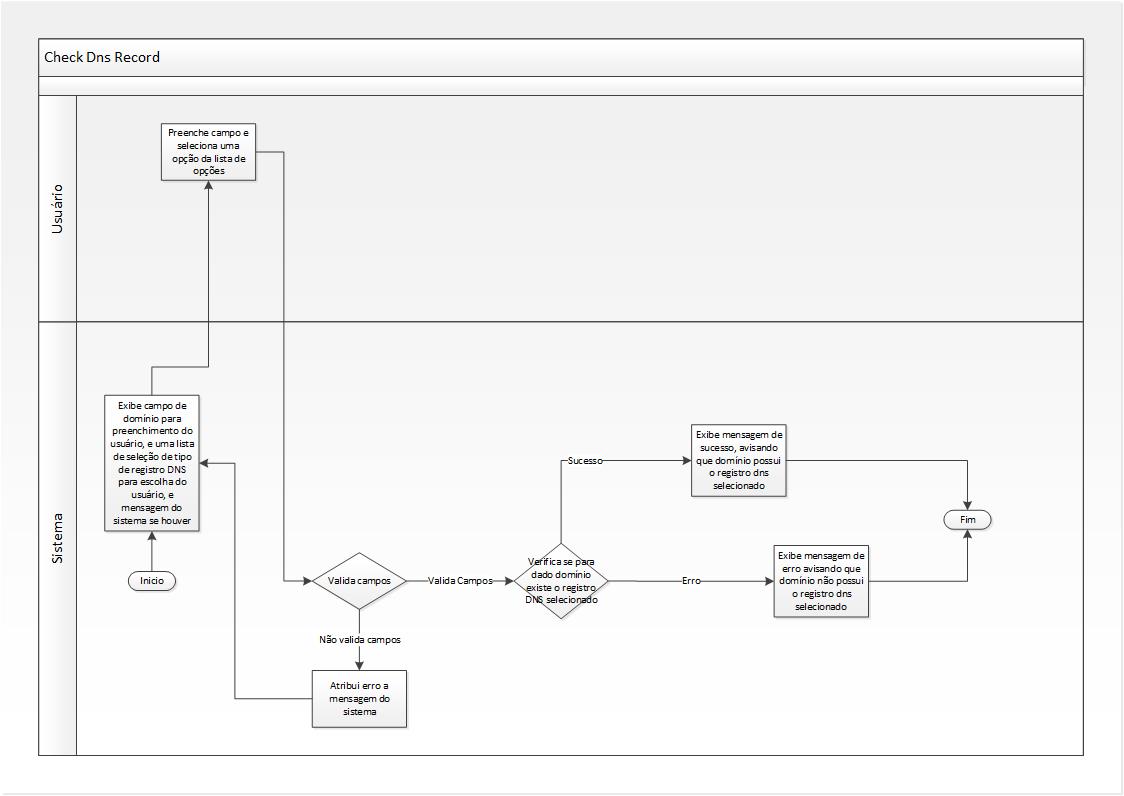 Check Dns Record
Usuário
Preenche campo e
seleciona uma
opção da lista de
opções
Sistema
Exibe campo de
domínio para
preenchimento do
usuário, e uma lista
de seleção de tipo
de registro DNS
para escolha do
usuário, e
mensagem do
sistema se houver
Inicio
Valida campos
Valida Campos
Não valida campos
Atribui erro a
mensagem do
sistema
Verifica se para
dado domínio
existe o registro
DNS selecionado
Sucesso
Exibe mensagem de
sucesso, avisando
que domínio possui
o registro dns
selecionado
Erro
Exibe mensagem de
erro avisando que
domínio não possui
o registro dns
selecionado
Fim